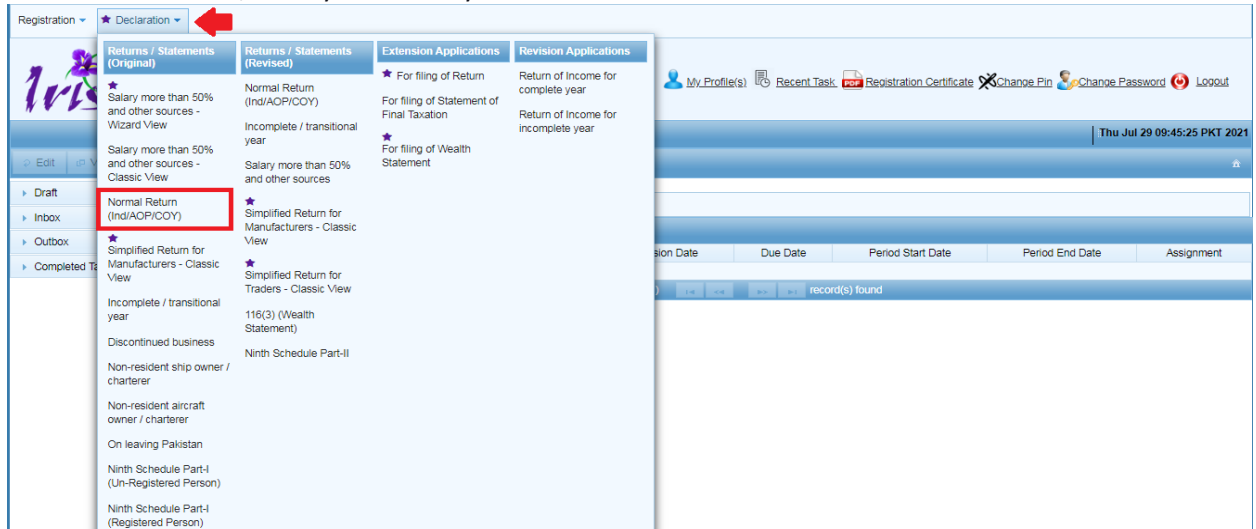 Registration
Declaration
Iris
My Profile(s) Recent Task Registration Certificate Change Pin Change Password Logout
Thu Jul 29 09:45:25 PKT 2021
Edit
Draft
Inbox
Outbox
Completed
Returns / Statements
(Original)
Salary more than 50%
and other sources -
Wizard View
Salary more than 50%
and other sources -
Classic View
Normal Return
(Ind/AOP/COY)
Simplified Return for
Manufacturers - Classic
View
Incomplete / transitional
year
Discontinued business
Non-resident ship owner /
charterer
Non-resident aircraft
owner / charterer
On leaving Pakistan
Ninth Schedule Part-I
(Un-Registered Person)
Ninth Schedule Part-I
(Registered Person)
Returns / Statements
(Revised)
Normal Return
(Ind/AOP/COY)
Incomplete / transitional
year
Salary more than 50%
and other sources
Simplified Return for
Manufacturers - Classic
View
Simplified Return for
Traders - Classic View
116(3) (Wealth
Statement)
Ninth Schedule Part-II
Extension Applications
For filing of Return
For filing of Statement of
Final Taxation
For filing of Wealth
Statement
Revision Applications
Return of Income for
complete year
Return of Income for
incomplete year
sion Date Due Date Period Start Date Period End Date Assignment
record(s) found